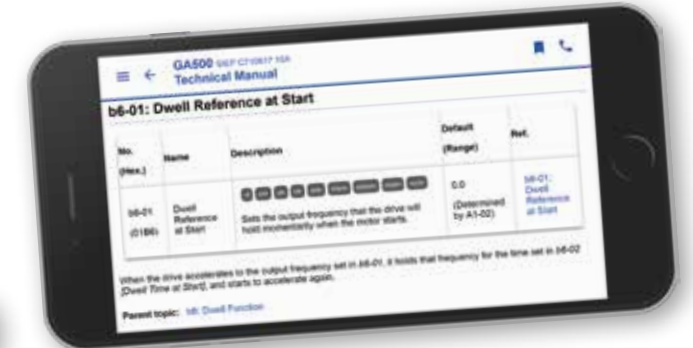 GA500
Technical Manual
b6-01: Dwell Reference at Start
No.
(Hex.)
Name
Description
Default
(Range)
Ref.
b6-01
(01B6)
Dwell
Reference
at Start
Sets the output frequency that the drive will
hold momentarily when the motor starts.
0.0
(Determined
by A1-02)
b6-01:
Dwell
Reference
at Start
When the drive accelerates to the output frequency set in b6-01, it holds that frequency for the time set in b6-02
[Dwell Time at Start], and starts to accelerate again.
Parent topic: b6: Dwell Function